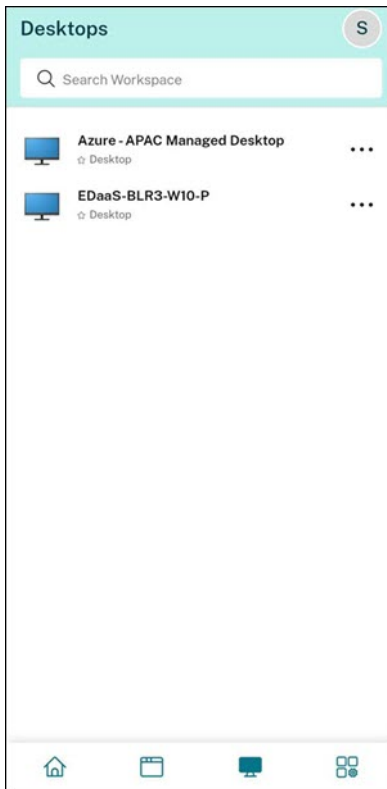 Desktops
S
Search Workspace
Azure - APAC Managed Desktop
Desktop
EDaaS-BLR3-W10-P
Desktop